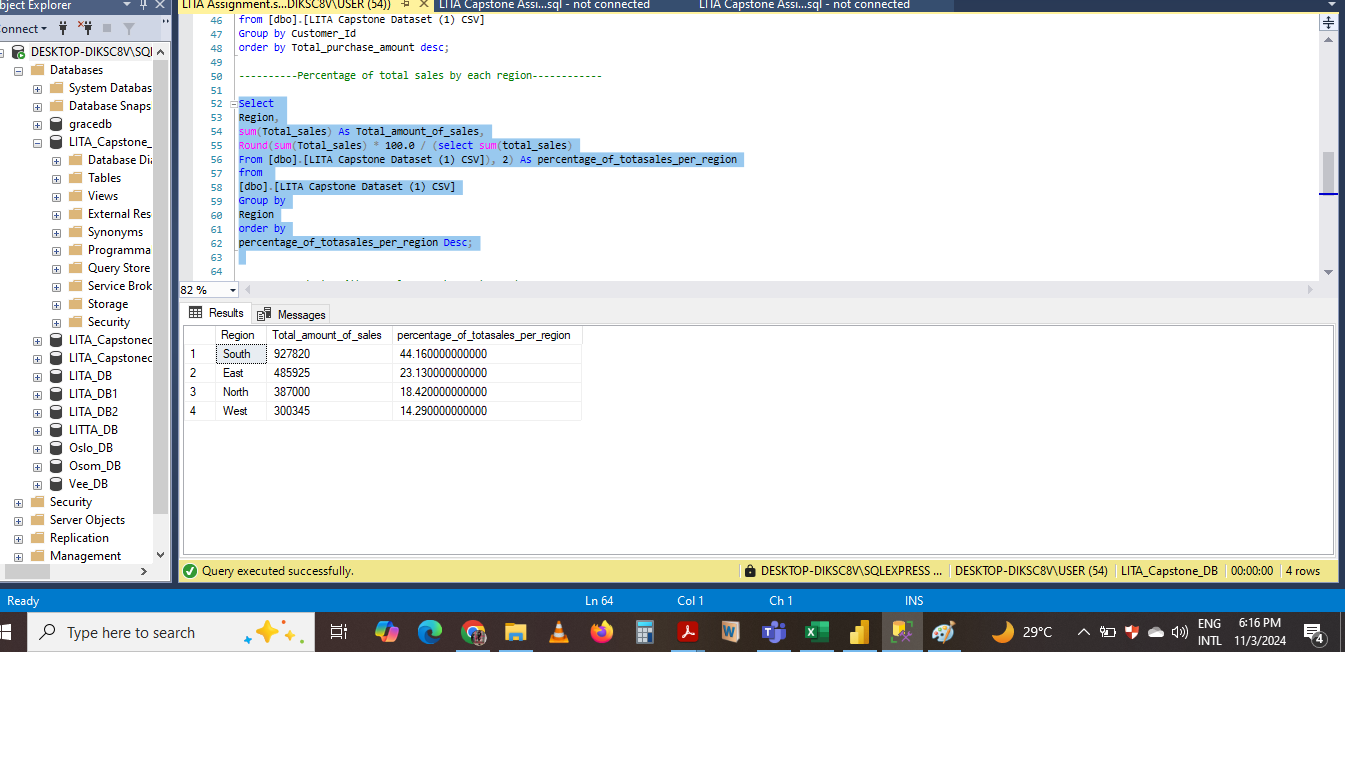 bject Explorer
onnect
DESKTOP-DIKSC8V\SQL
Databases
System Databas
Database Snaps
gracedb
LITA_Capstone_
Database Dia
Tables
Views
External Res
Synonyms
Programma
Query Store
Service Brok
Storage
Security
LITA_Capstonec
LITA_Capstonec
LITA_DB
LITA_DB1
LITA_DB2
LITTA_DB
Oslo_DB
Osom_DB
Vee_DB
Security
Server Objects
Replication
Management
LITA Assignment.s...DIKSC8V\USER (54)) LITA Capstone Assi...sql - not connected LITA Capstone Assi...sql - not connected
46 from [dbo].[LITA Capstone Dataset (1) CSV]
47 Group by Customer_Id
48 order by Total_purchase_amount desc;
49
50 ----------Percentage of total sales by each region------------
51
52 Select
53 Region,
54 sum(Total_sales) As Total_amount_of_sales,
55 Round(sum(Total_sales) * 100.0 / (select sum(total_sales)
56 From [dbo].[LITA Capstone Dataset (1) CSV]), 2) As percentage_of_totasales_per_region
57 from
58 [dbo].[LITA Capstone Dataset (1) CSV]
59 Group by
60 Region
61 order by
62 percentage_of_totasales_per_region Desc;
63
64
82 %
Results Messages
Region Total_amount_of_sales percentage_of_totasales_per_region
1 South 927820 44.160000000000
2 East 485925 23.130000000000
3 North 387000 18.420000000000
4 West 300345 14.290000000000
Query executed successfully. DESKTOP-DIKSC8V\SQLEXPRESS ... DESKTOP-DIKSC8V\USER (54) LITA_Capstone_DB 00:00:00 4 rows
Ready Ln 64 Col 1 Ch 1 INS
Type here to search 29°C ENG INTL 6:16 PM 11/3/2024 4